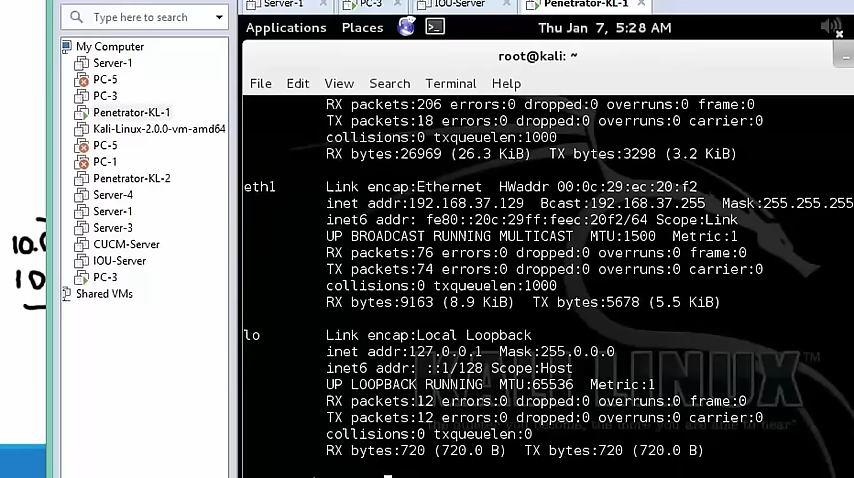 Server-1 PC-3 IOU-Server Penetrator-KL-1
Type here to search
Applications Places Thu Jan 7, 5:28 AM
root@kali: ~
File Edit View Search Terminal Help
My Computer
Server-1
PC-5
PC-3
Penetrator-KL-1
Kali-Linux-2.0.0-vm-amd64
PC-5
PC-1
Penetrator-KL-2
Server-4
Server-1
Server-3
CUCM-Server
IOU-Server
PC-3
Shared VMs
RX packets:206 errors:0 dropped:0 overruns:0 frame:0
TX packets:18 errors:0 dropped:0 overruns:0 carrier:0
collisions:0 txqueuelen:1000
RX bytes:26969 (26.3 KiB) TX bytes:3298 (3.2 KiB)
eth1 Link encap:Ethernet HWaddr 00:0c:29:ec:20:f2
inet addr:192.168.37.129 Bcast:192.168.37.255 Mask:255.255.255
inet6 addr: fe80::20c:29ff:feec:20f2/64 Scope:Link
UP BROADCAST RUNNING MULTICAST MTU:1500 Metric:1
RX packets:76 errors:0 dropped:0 overruns:0 frame:0
TX packets:74 errors:0 dropped:0 overruns:0 carrier:0
collisions:0 txqueuelen:1000
RX bytes:9163 (8.9 KiB) TX bytes:5678 (5.5 KiB)
lo Link encap:Local Loopback
inet addr:127.0.0.1 Mask:255.0.0.0
inet6 addr: ::1/128 Scope:Host
UP LOOPBACK RUNNING MTU:65536 Metric:1
RX packets:12 errors:0 dropped:0 overruns:0 frame:0
TX packets:12 errors:0 dropped:0 overruns:0 carrier:0
collisions:0 txqueuelen:0
RX bytes:720 (720.0 B) TX bytes:720 (720.0 B)
KALI LINUX™